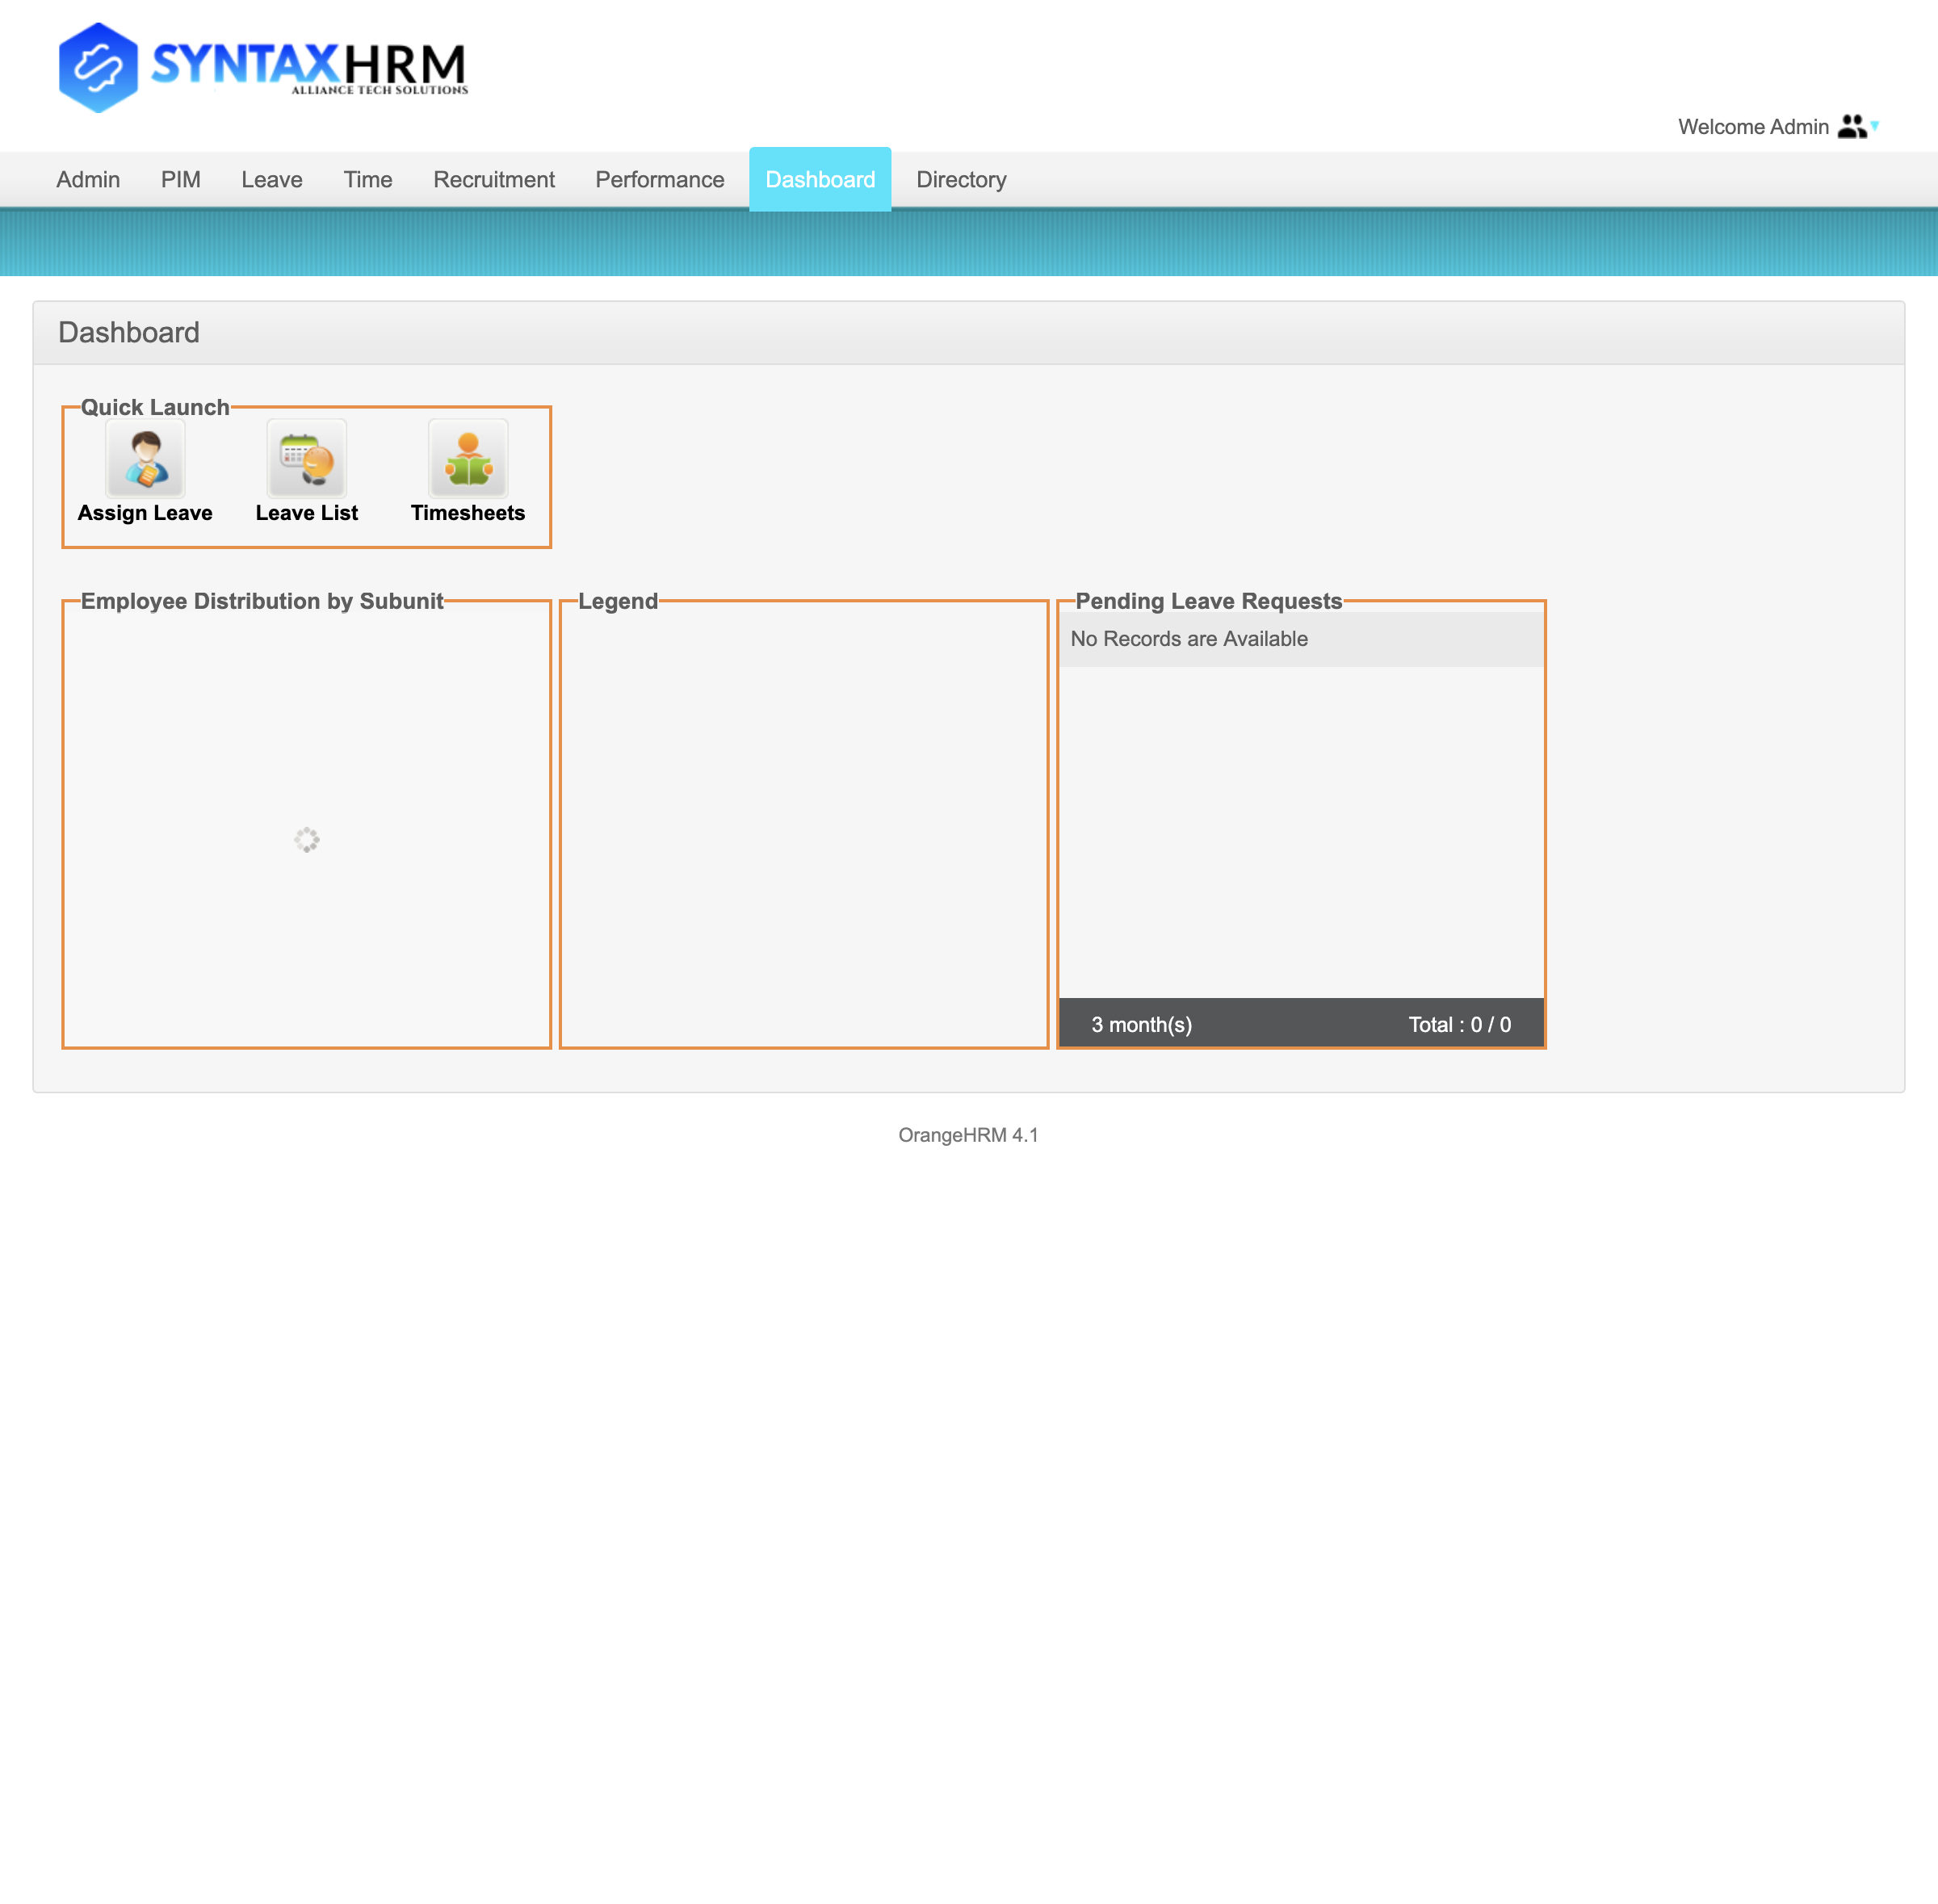 SYNTAXHRM
ALLIANCE TECH SOLUTIONS
Welcome Admin
Admin PIM Leave Time Recruitment Performance Dashboard Directory
Dashboard
Quick Launch
Assign Leave Leave List Timesheets
Employee Distribution by Subunit Legend Pending Leave Requests
No Records are Available
3 month(s) Total : 0 / 0
OrangeHRM 4.1